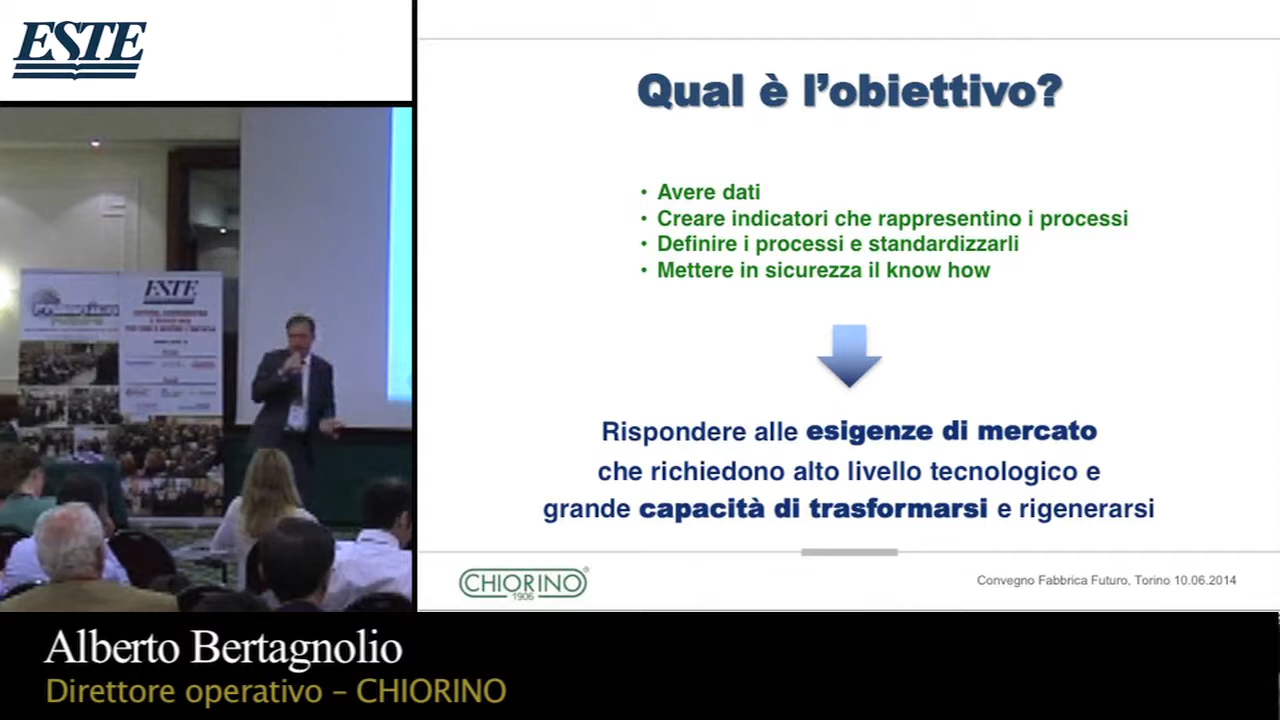 ESTE
Qual è l’obiettivo?
• Avere dati
• Creare indicatori che rappresentino i processi
• Definire i processi e standardizzarli
• Mettere in sicurezza il know how
Rispondere alle esigenze di mercato
che richiedono alto livello tecnologico e
grande capacità di trasformarsi e rigenerarsi
CHIORINO®
1906
Convegno Fabbrica Futuro, Torino 10.06.2014
ESTE
Alberto Bertagnolio
Direttore operativo – CHIORINO